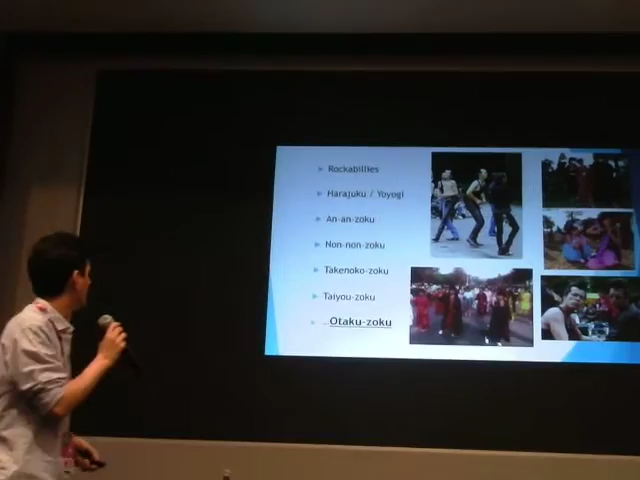 Rockabillies
Harajuku / Yoyogi
An-an-zoku
Non-non-zoku
Takenoko-zoku
Taiyou-zoku
…Otaku-zoku